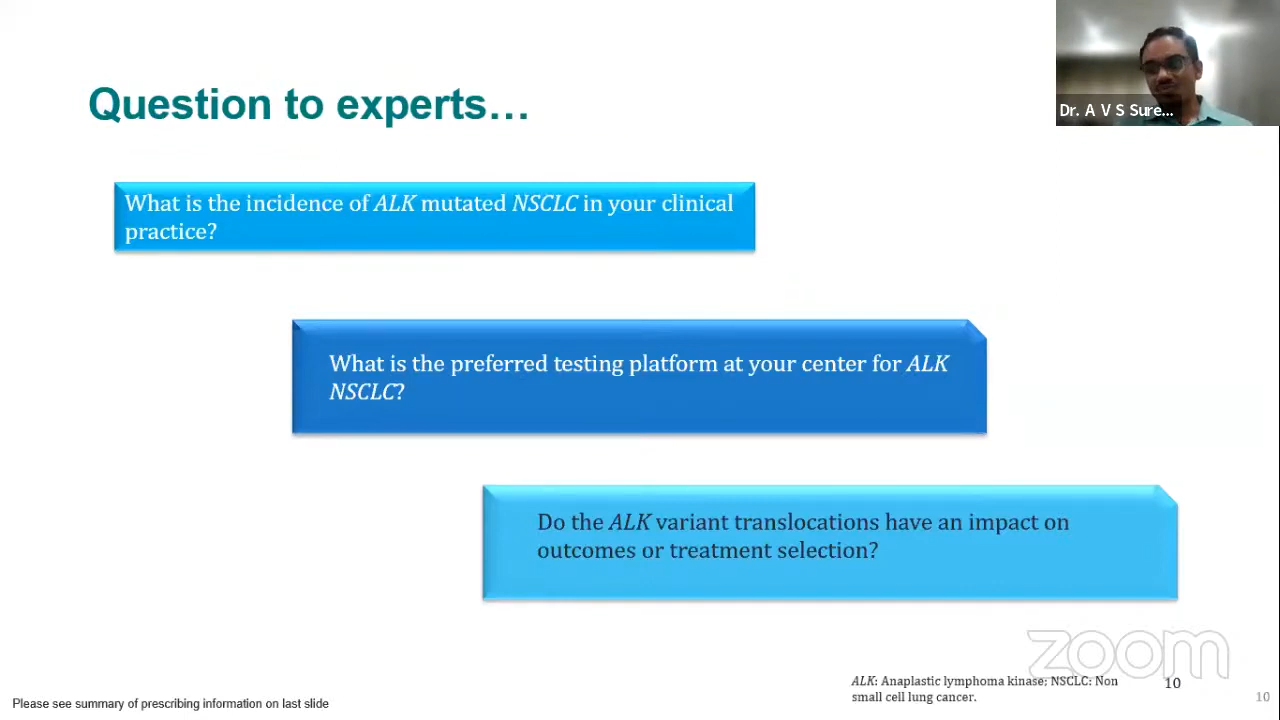 Question to experts…
Dr. A V S Sure...
What is the incidence of ALK mutated NSCLC in your clinical
practice?
What is the preferred testing platform at your center for ALK
NSCLC?
Do the ALK variant translocations have an impact on
outcomes or treatment selection?
zoom
ALK: Anaplastic lymphoma kinase; NSCLC: Non
small cell lung cancer.
10
10
Please see summary of prescribing information on last slide